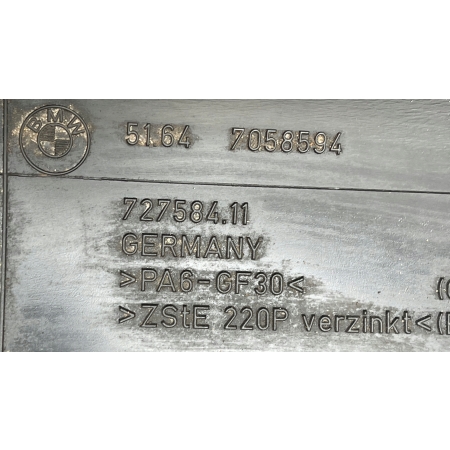 BMW
51.64 7058594
727584.11
GERMANY
>PA6-GF30< (
>ZStE 220P verzinkt<(